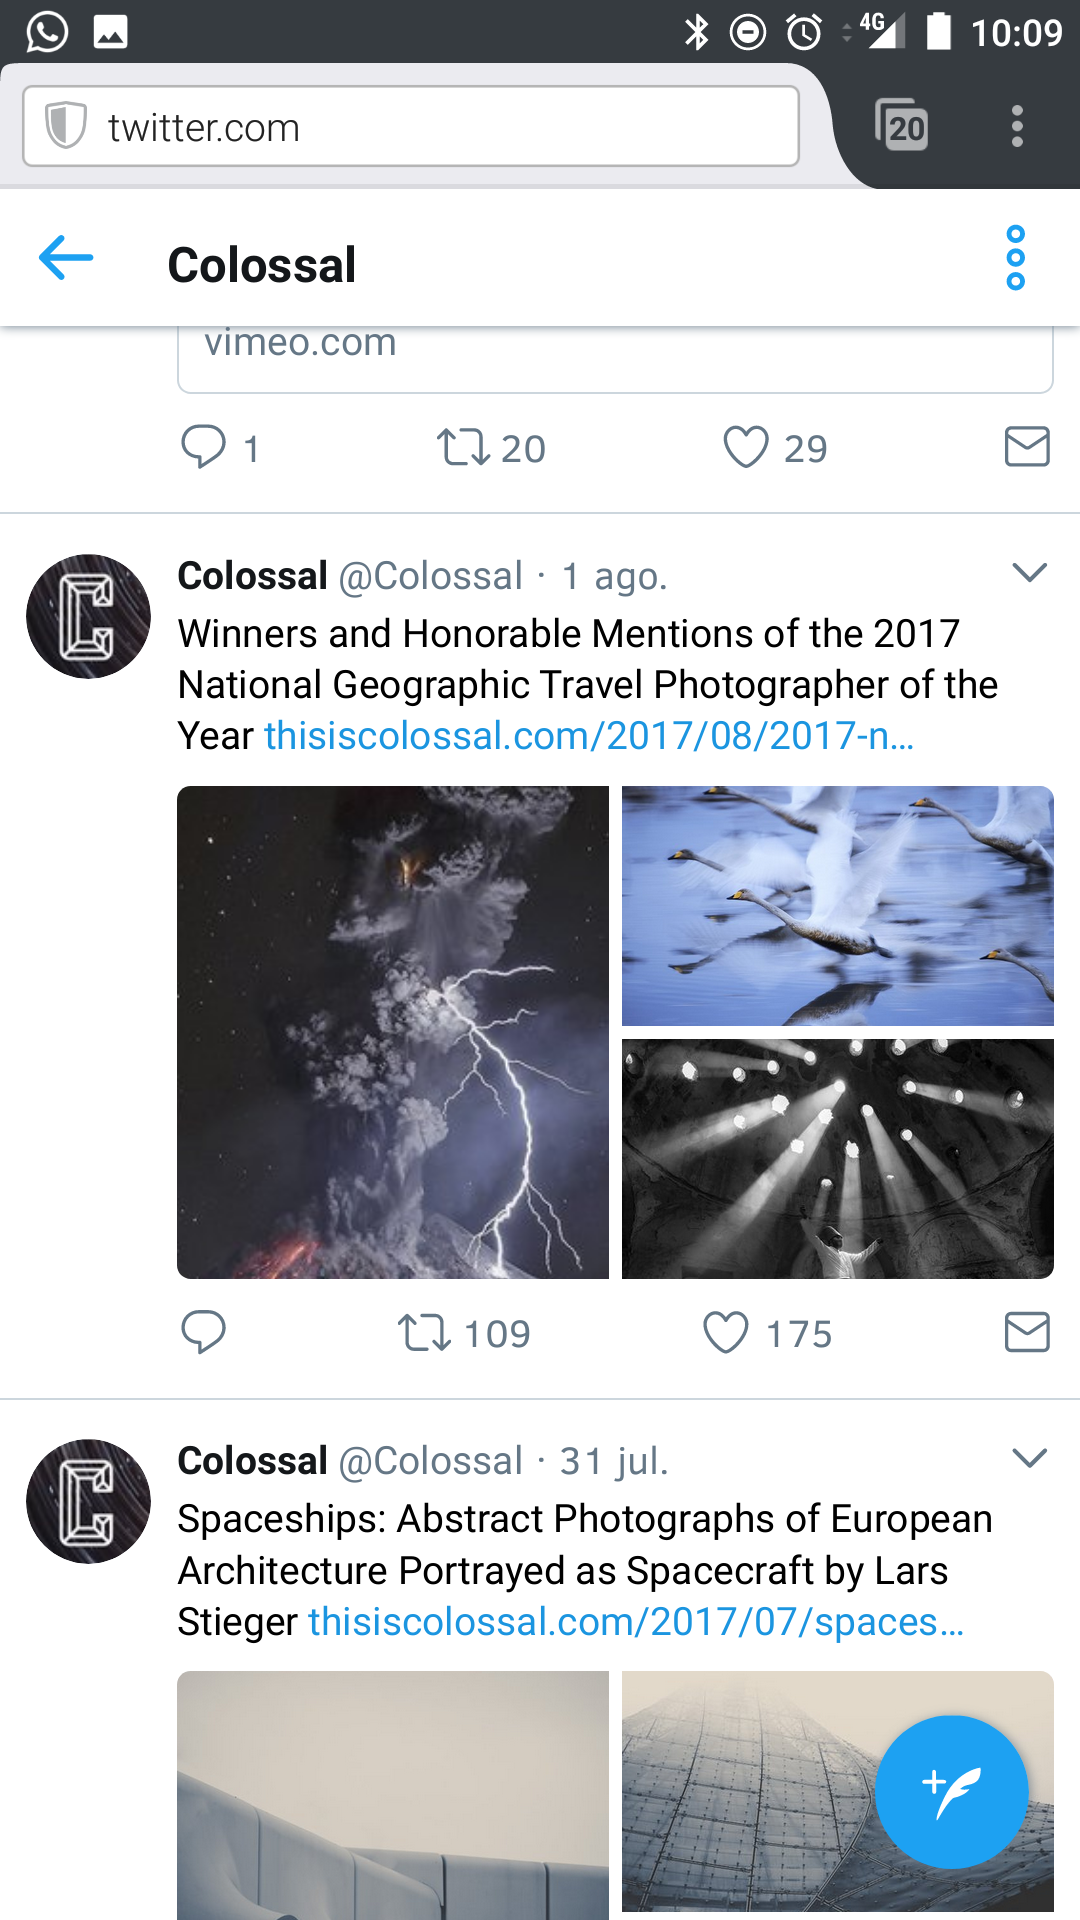 4G 10:09
twitter.com 20
Colossal
vimeo.com
1 20 29
Colossal @Colossal · 1 ago.
Winners and Honorable Mentions of the 2017
National Geographic Travel Photographer of the
Year thisiscolossal.com/2017/08/2017-n…
109 175
Colossal @Colossal · 31 jul.
Spaceships: Abstract Photographs of European
Architecture Portrayed as Spacecraft by Lars
Stieger thisiscolossal.com/2017/07/spaces…